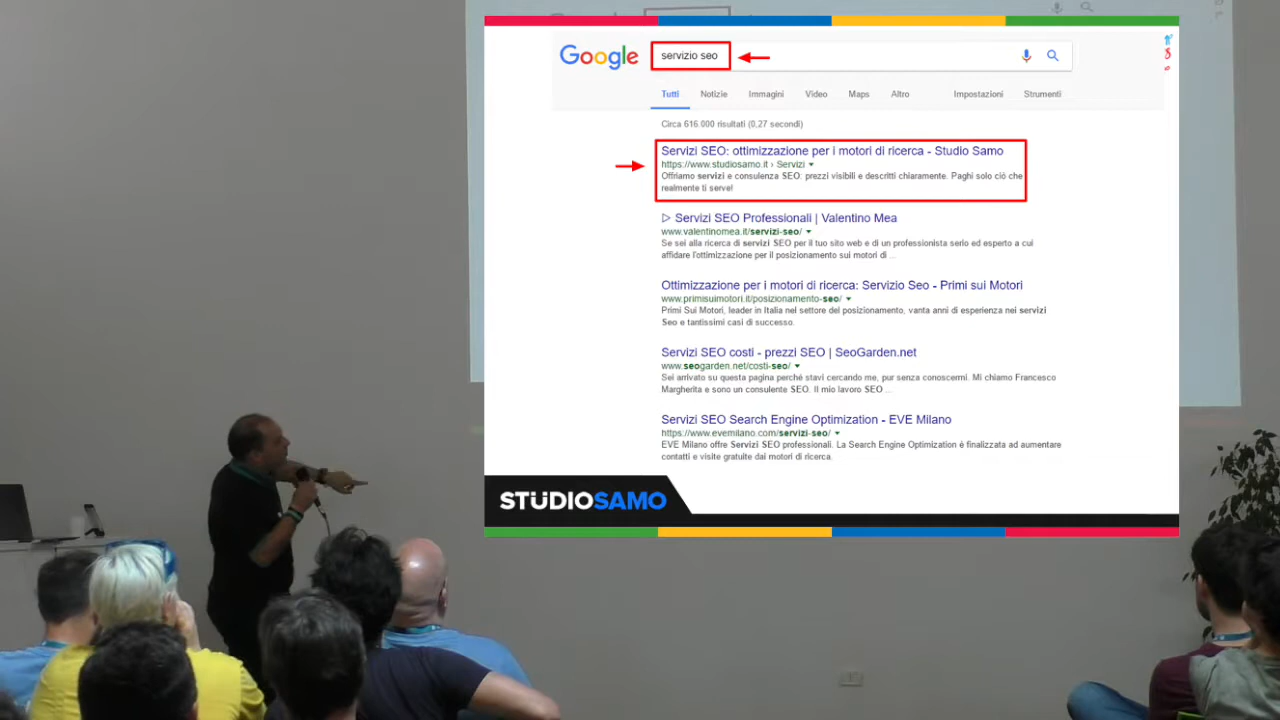 Google
servizio seo
Tutti Notizie Immagini Video Maps Altro Impostazioni Strumenti
Circa 616.000 risultati (0,27 secondi)
Servizi SEO: ottimizzazione per i motori di ricerca - Studio Samo
https://www.studiosamo.it › Servizi
Offriamo servizi e consulenza SEO: prezzi visibili e descritti chiaramente. Paghi solo ciò che
realmente ti serve!
Servizi SEO Professionali | Valentino Mea
www.valentinomea.it/servizi-seo/
Se sei alla ricerca di servizi SEO per il tuo sito web e di un professionista serio ed esperto a cui
affidare l'ottimizzazione per il posizionamento sui motori di ...
Ottimizzazione per i motori di ricerca: Servizio Seo - Primi sui Motori
www.primisuimotori.it/posizionamento-seo/
Primi Sui Motori, leader in Italia nel settore del posizionamento, vanta anni di esperienza nei servizi
Seo e tantissimi casi di successo.
Servizi SEO costi - prezzi SEO | SeoGarden.net
www.seogarden.net/costi-seo/
Sei arrivato su questa pagina perché stavi cercando me, pur senza conoscermi. Mi chiamo Francesco
Margherita e sono un consulente SEO. Il mio lavoro SEO ...
Servizi SEO Search Engine Optimization - EVE Milano
https://www.evemilano.com/servizi-seo/
EVE Milano offre Servizi SEO professionali. La Search Engine Optimization è finalizzata ad aumentare
contatti e visite gratuite dai motori di ricerca.
STUDIOSAMO